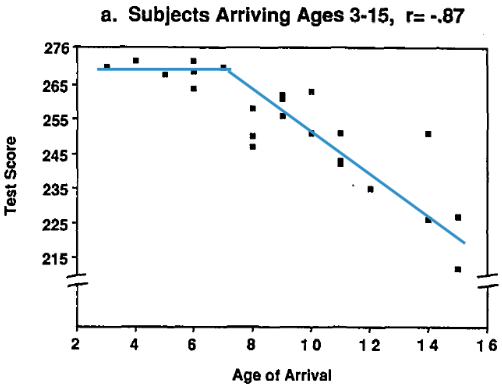 a. Subjects Arriving Ages 3-15, r= -.87
276
265
255
245
235
225
215
Test Score
2 4 6 8 10 12 14 16
Age of Arrival